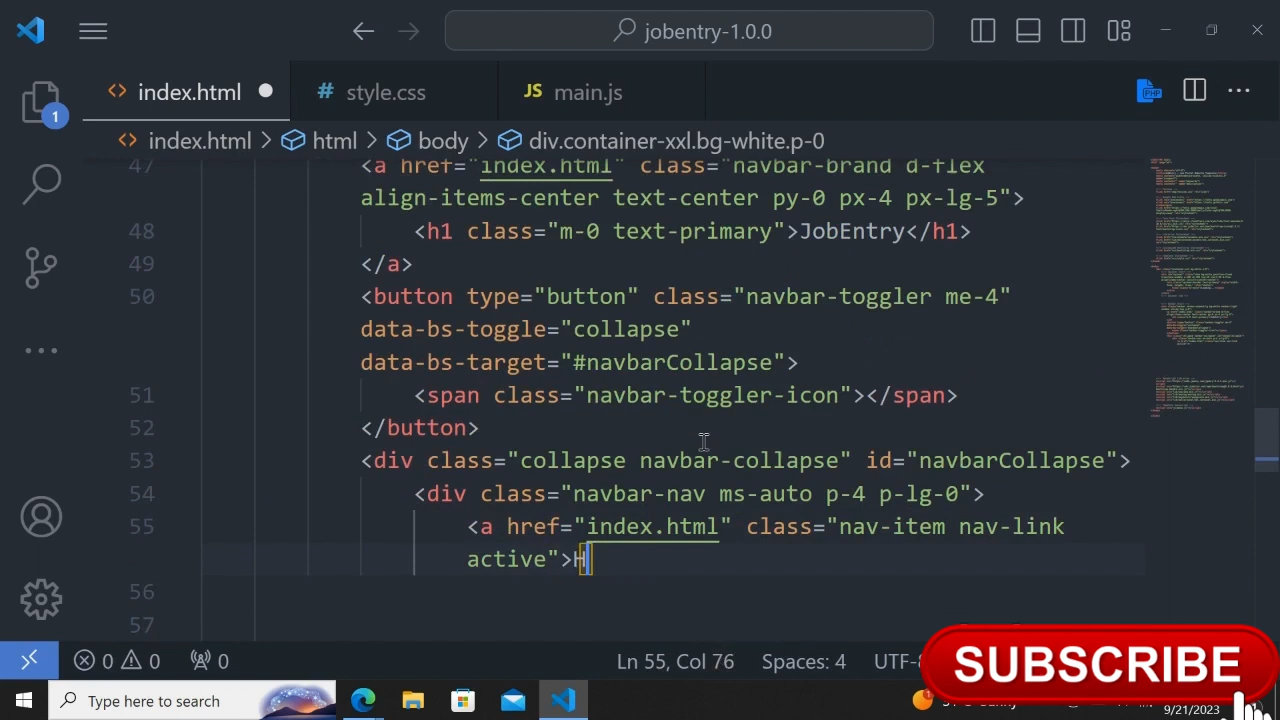 jobentry-1.0.0
index.html
style.css
JS main.js
PHP
1
index.html > html > body > div.container-xxl.bg-white.p-0
47 <a href="index.html" class="navbar-brand d-flex
align-items-center text-center py-0 px-4 px-lg-5">
48 <h1 class="m-0 text-primary">JobEntry</h1>
49 </a>
50 <button type="button" class="navbar-toggler me-4"
data-bs-toggle="collapse"
data-bs-target="#navbarCollapse">
51 <span class="navbar-toggler-icon"></span>
52 </button>
53 <div class="collapse navbar-collapse" id="navbarCollapse">
54 <div class="navbar-nav ms-auto p-4 p-lg-0">
55 <a href="index.html" class="nav-item nav-link
active">H
56
57
0 0 0
Ln 55, Col 76 Spaces: 4 UTF-8
SUBSCRIBE
Type here to search
9/21/2023